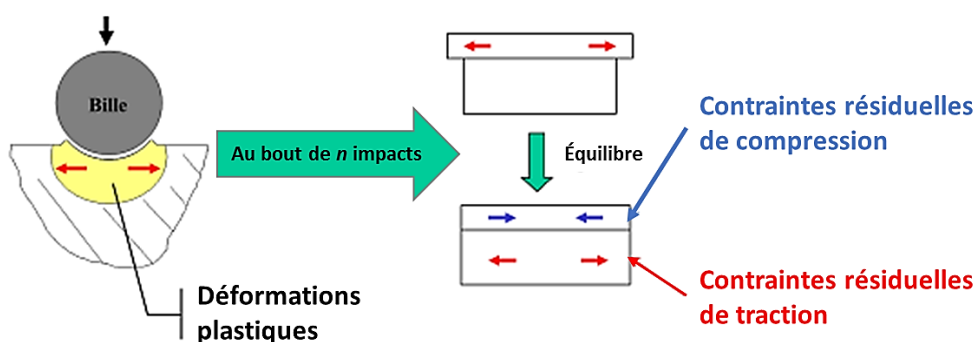 Bille
Au bout de n impacts
Équilibre
Contraintes résiduelles
de compression
Déformations
plastiques
Contraintes résiduelles
de traction